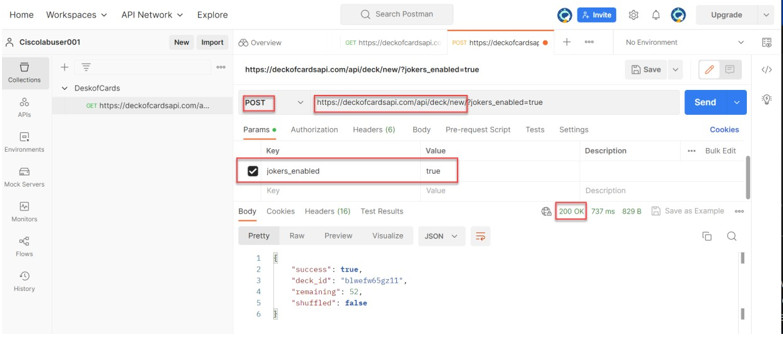 Home Workspaces API Network Explore Search Postman Invite Upgrade
Ciscolabuser001 New Import Overview GET https://deckofcardsapi.cc POST https://deckofcardsap No Environment
Collections
DeskofCards
GET https://deckofcardsapi.com/a...
https://deckofcardsapi.com/api/deck/new/?jokers_enabled=true Save
APIs
POST https://deckofcardsapi.com/api/deck/new/?jokers_enabled=true Send
Environments
Params Authorization Headers (6) Body Pre-request Script Tests Settings Cookies
Key Value Description Bulk Edit
Mock Servers
jokers_enabled true
Key Value Description
Monitors
Body Cookies Headers (16) Test Results 200 OK 737 ms 829 B Save as Example
Flows
Pretty Raw Preview Visualize JSON
History
1 {
2 "success": true,
3 "deck_id": "blwefw65gz11",
4 "remaining": 52,
5 "shuffled": false
6 }